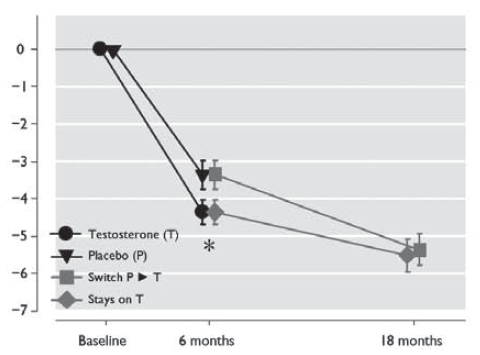 0
−1
−2
−3
−4
−5
−6
−7
Testosterone (T)
Placebo (P)
Switch P ► T
Stays on T
*
Baseline 6 months 18 months